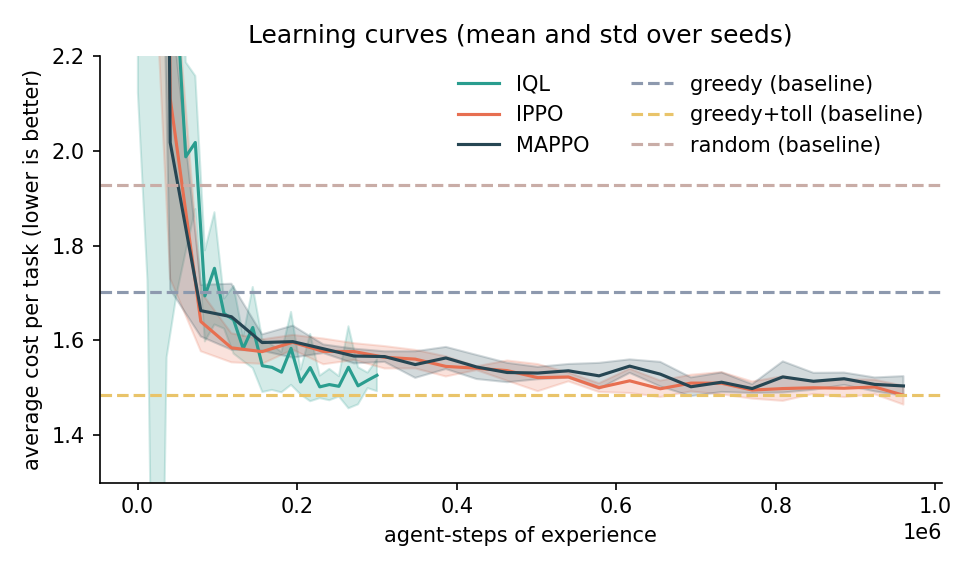 Learning curves (mean and std over seeds)
average cost per task (lower is better)
2.2
2.0
1.8
1.6
1.4
IQL
IPPO
MAPPO
greedy (baseline)
greedy+toll (baseline)
random (baseline)
0.0
0.2
0.4
0.6
0.8
1.0
1e6
agent-steps of experience